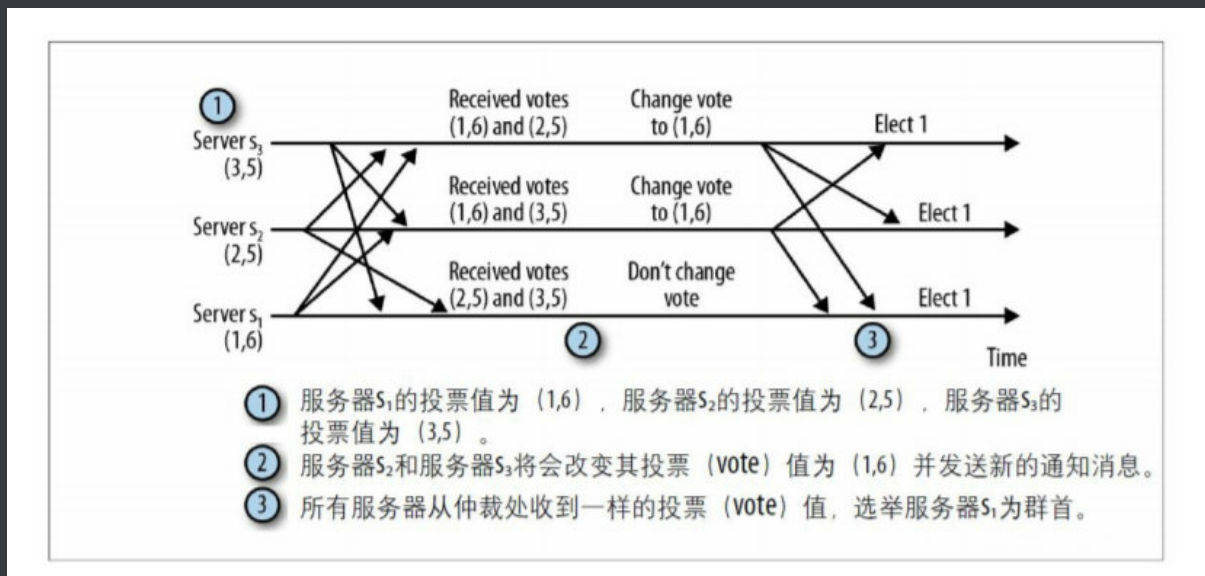 1
Received votes
(1,6) and (2,5)
Change vote
to (1,6)
Elect 1
Server s₃
(3,5)
Received votes
(1,6) and (3,5)
Change vote
to (1,6)
Elect 1
Server s₂
(2,5)
Received votes
(2,5) and (3,5)
Don't change
vote
Elect 1
Server s₁
(1,6)
2
3
Time
1 服务器s₁的投票值为（1,6），服务器s₂的投票值为（2,5），服务器s₃的
投票值为（3,5）。
2 服务器s₂和服务器s₃将会改变其投票（vote）值为（1,6）并发送新的通知消息。
3 所有服务器从仲裁处收到一样的投票（vote）值，选举服务器s₁为群首。